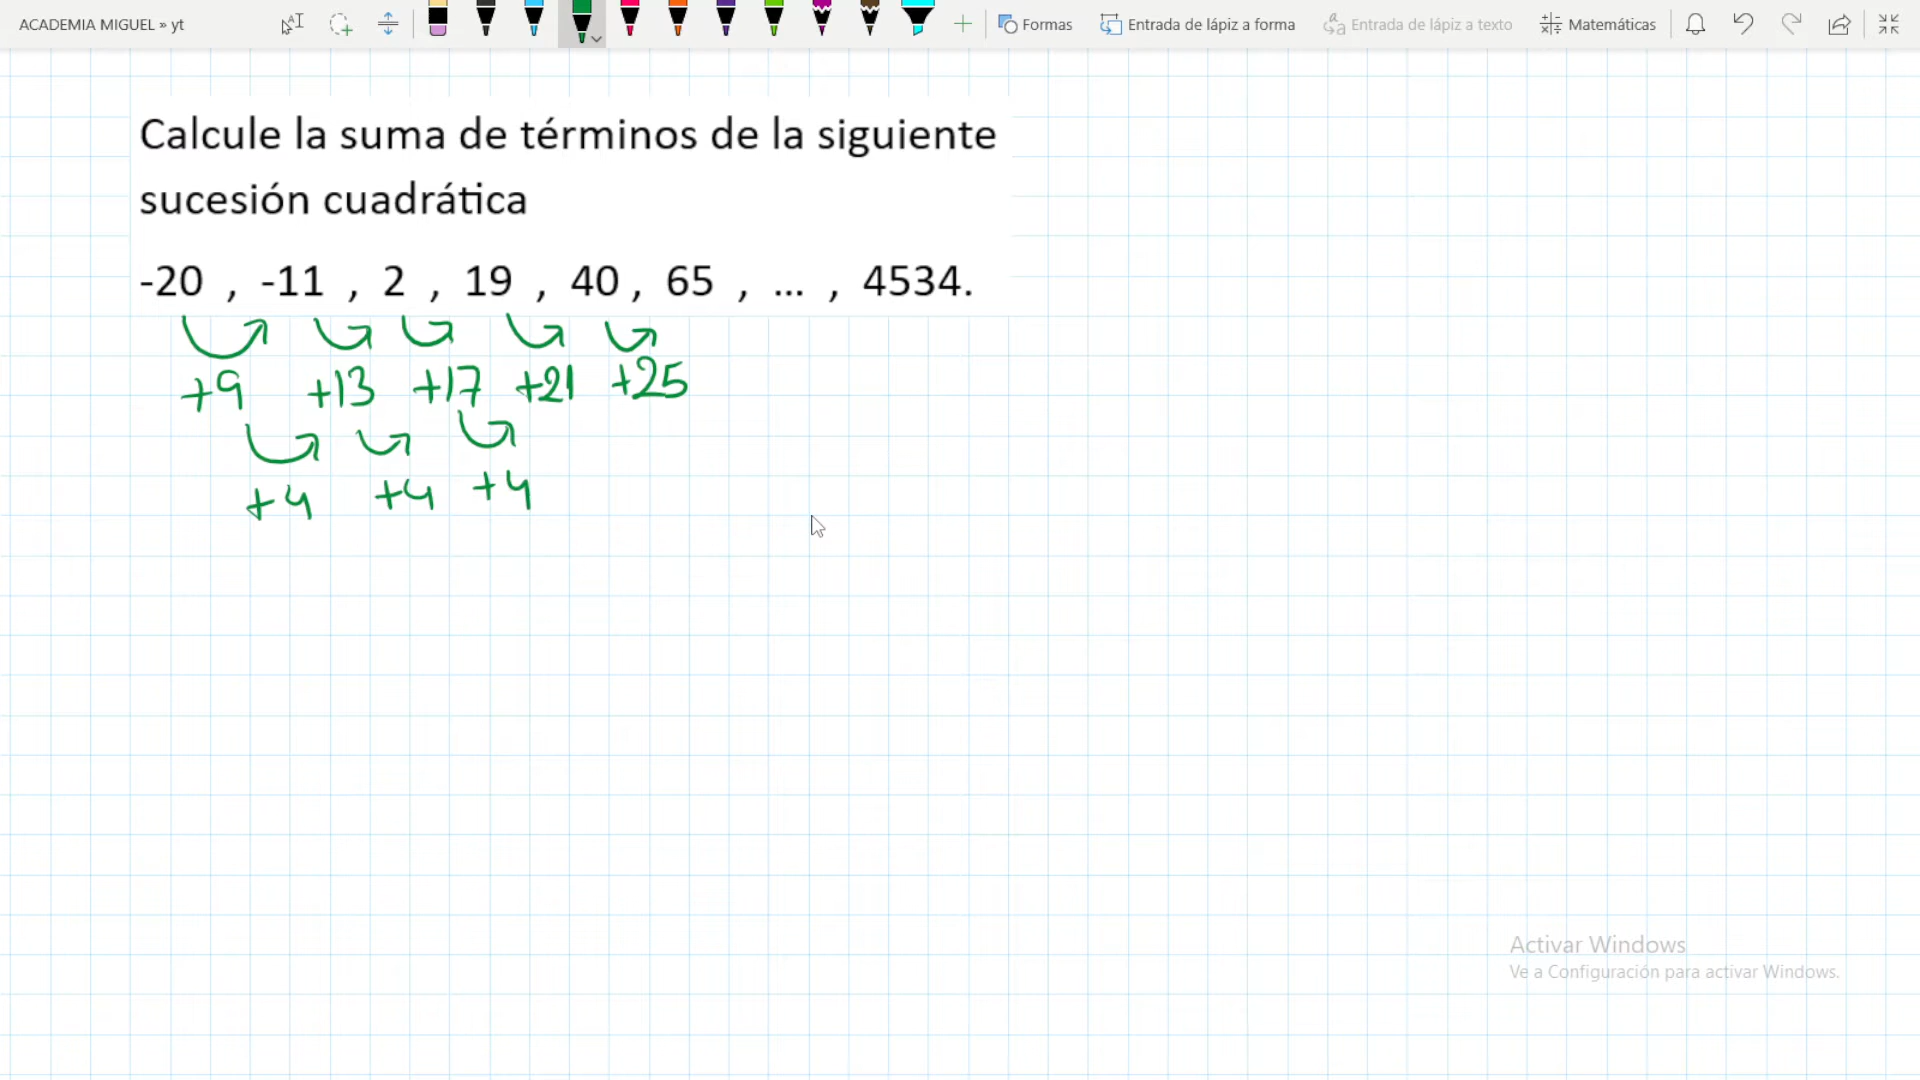 ACADEMIA MIGUEL » yt
Formas
Entrada de lápiz a forma
Entrada de lápiz a texto
Matemáticas
Calcule la suma de términos de la siguiente
sucesión cuadrática
-20 , -11 , 2 , 19 , 40 , 65 , ... , 4534.
+9 +13 +17 +21 +25
+4 +4 +4
Activar Windows
Ve a Configuración para activar Windows.